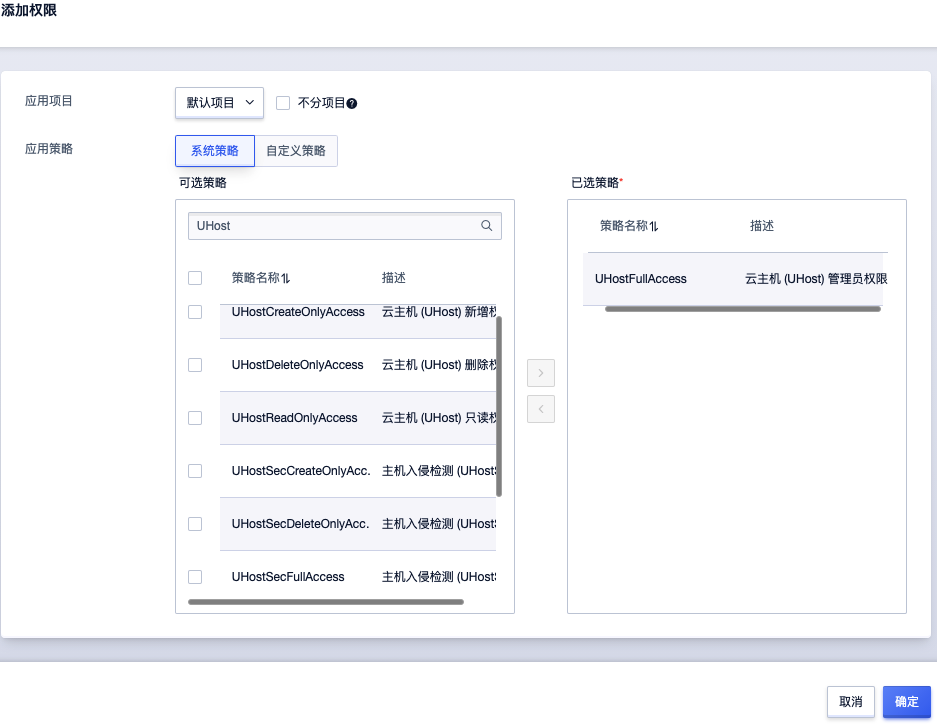 添加权限
应用项目
默认项目
不分项目
应用策略
系统策略
自定义策略
可选策略
UHost
策略名称
描述
UHostCreateOnlyAccess
云主机 (UHost) 新增权
UHostDeleteOnlyAccess
云主机 (UHost) 删除权
UHostReadOnlyAccess
云主机 (UHost) 只读权
UHostSecCreateOnlyAcc.
主机入侵检测 (UHost
UHostSecDeleteOnlyAcc.
主机入侵检测 (UHost
UHostSecFullAccess
主机入侵检测 (UHost
已选策略*
策略名称
描述
UHostFullAccess
云主机 (UHost) 管理员权限
取消
确定